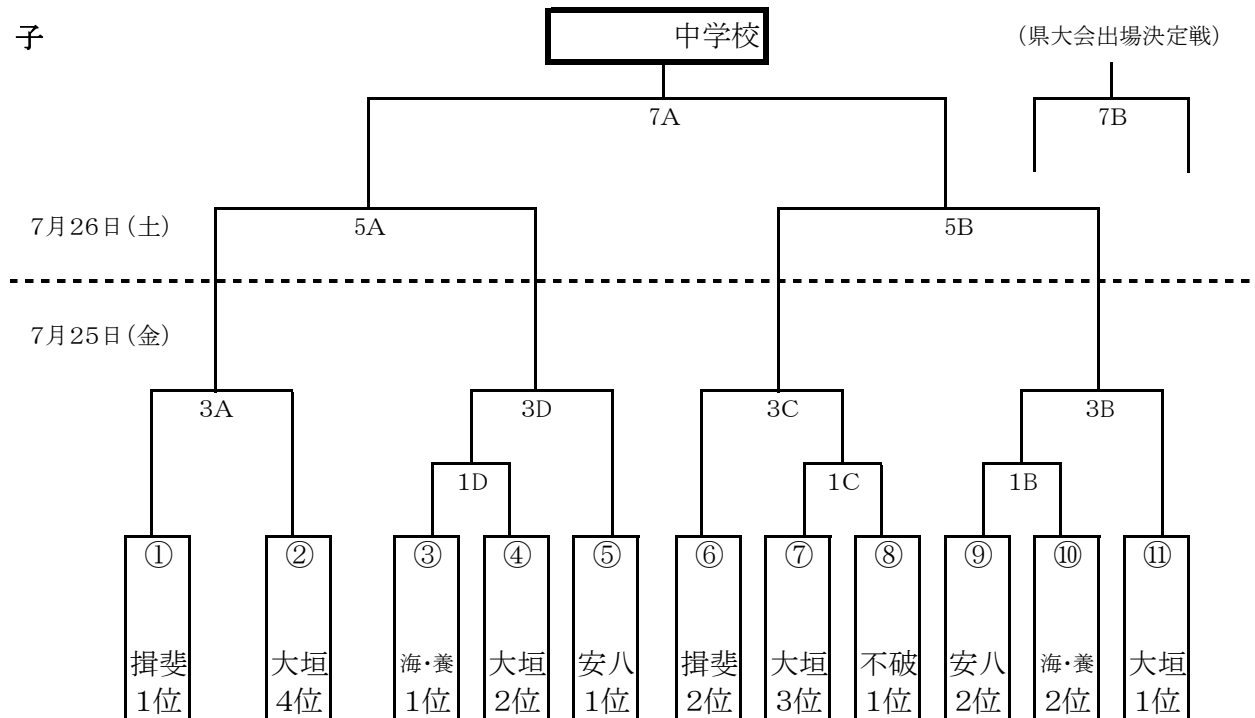 子
中学校
(県大会出場決定戦)
7A
7B
7月26日(土)
5A
5B
7月25日(金)
3A
3D
3C
3B
1D
1C
1B
①
②
③
④
⑤
⑥
⑦
⑧
⑨
⑩
⑪
揖斐
1位
大垣
4位
海・養
1位
大垣
2位
安八
1位
揖斐
2位
大垣
3位
不破
1位
安八
2位
海・養
2位
大垣
1位